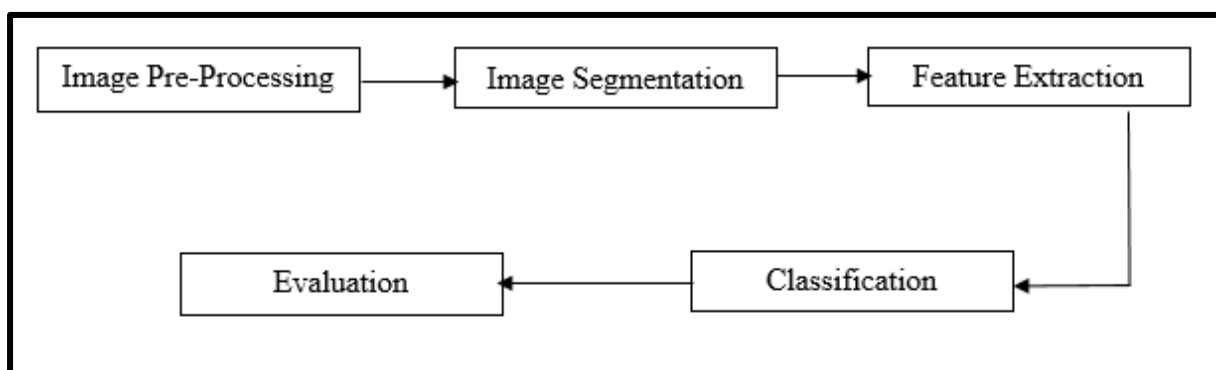 Image Pre-Processing
Image Segmentation
Feature Extraction
Classification
Evaluation